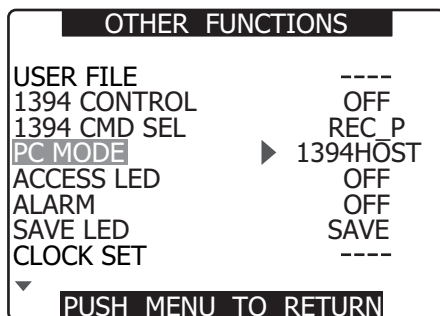 OTHER FUNCTIONS
USER FILE ----
1394 CONTROL OFF
1394 CMD SEL REC_P
PC MODE 1394HOST
ACCESS LED OFF
ALARM OFF
SAVE LED SAVE
CLOCK SET ----
PUSH MENU TO RETURN